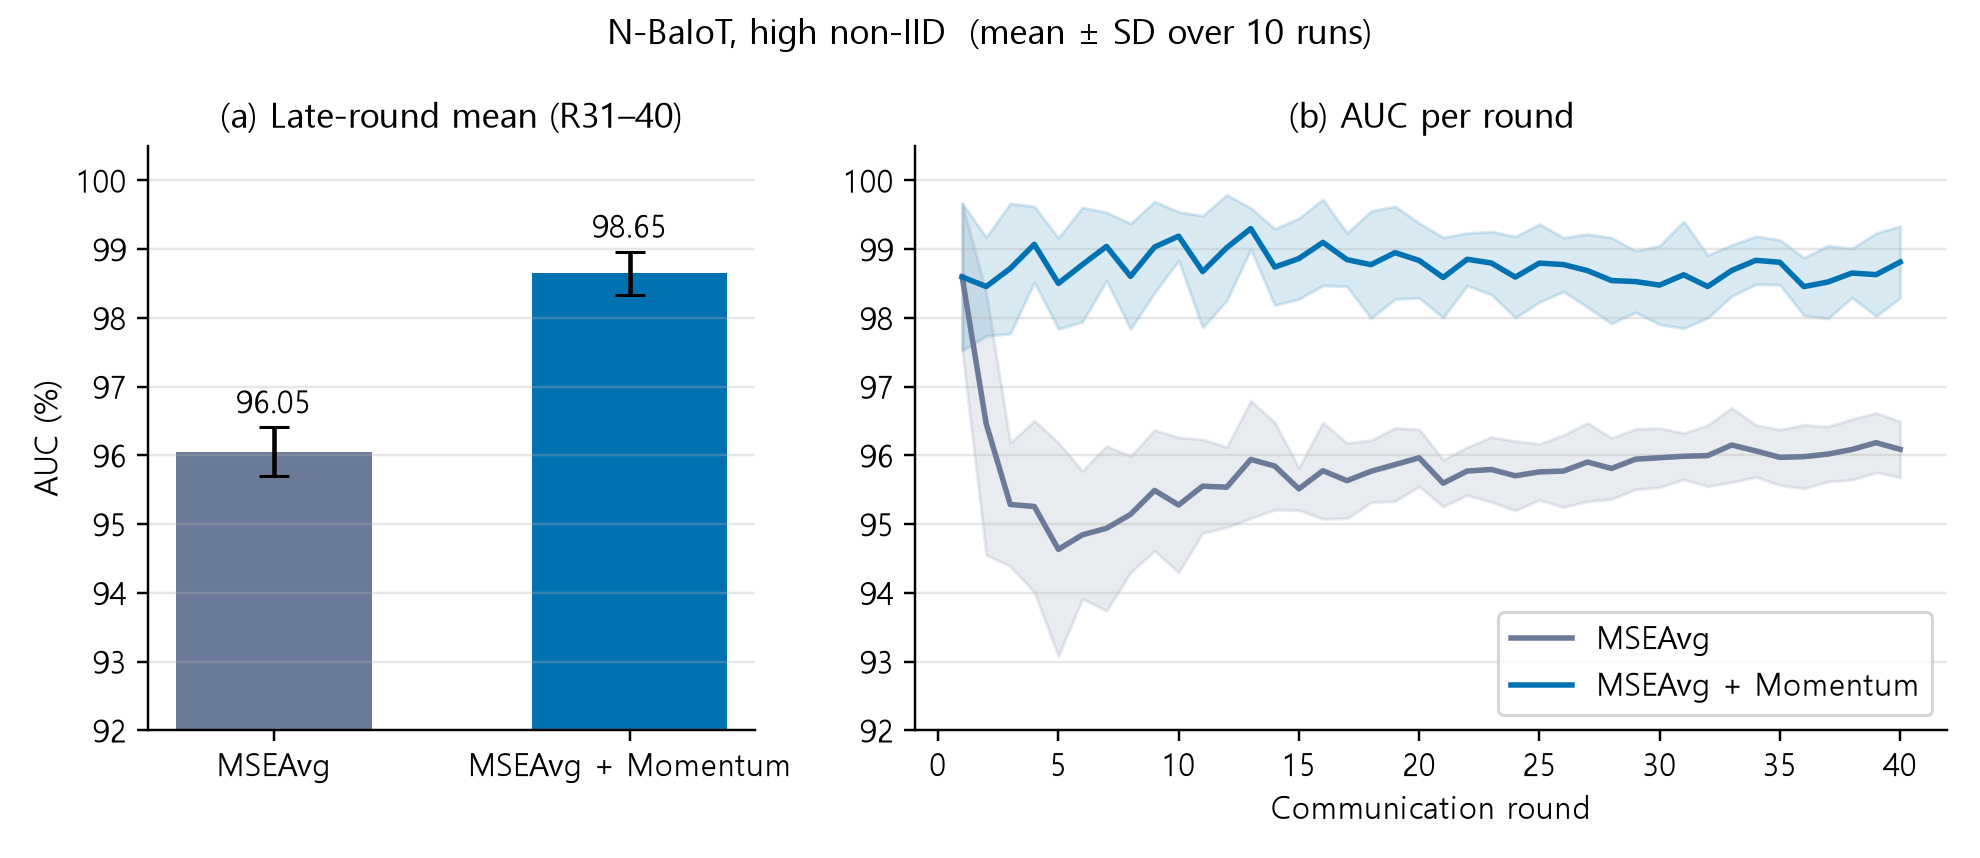 N-BaIoT, high non-IID (mean ± SD over 10 runs)
(a) Late-round mean (R31–40)
100
99
98
97
96
95
94
93
92
AUC (%)
96.05
98.65
MSEAvg
MSEAvg + Momentum
(b) AUC per round
100
99
98
97
96
95
94
93
92
MSEAvg
MSEAvg + Momentum
0 5 10 15 20 25 30 35 40
Communication round